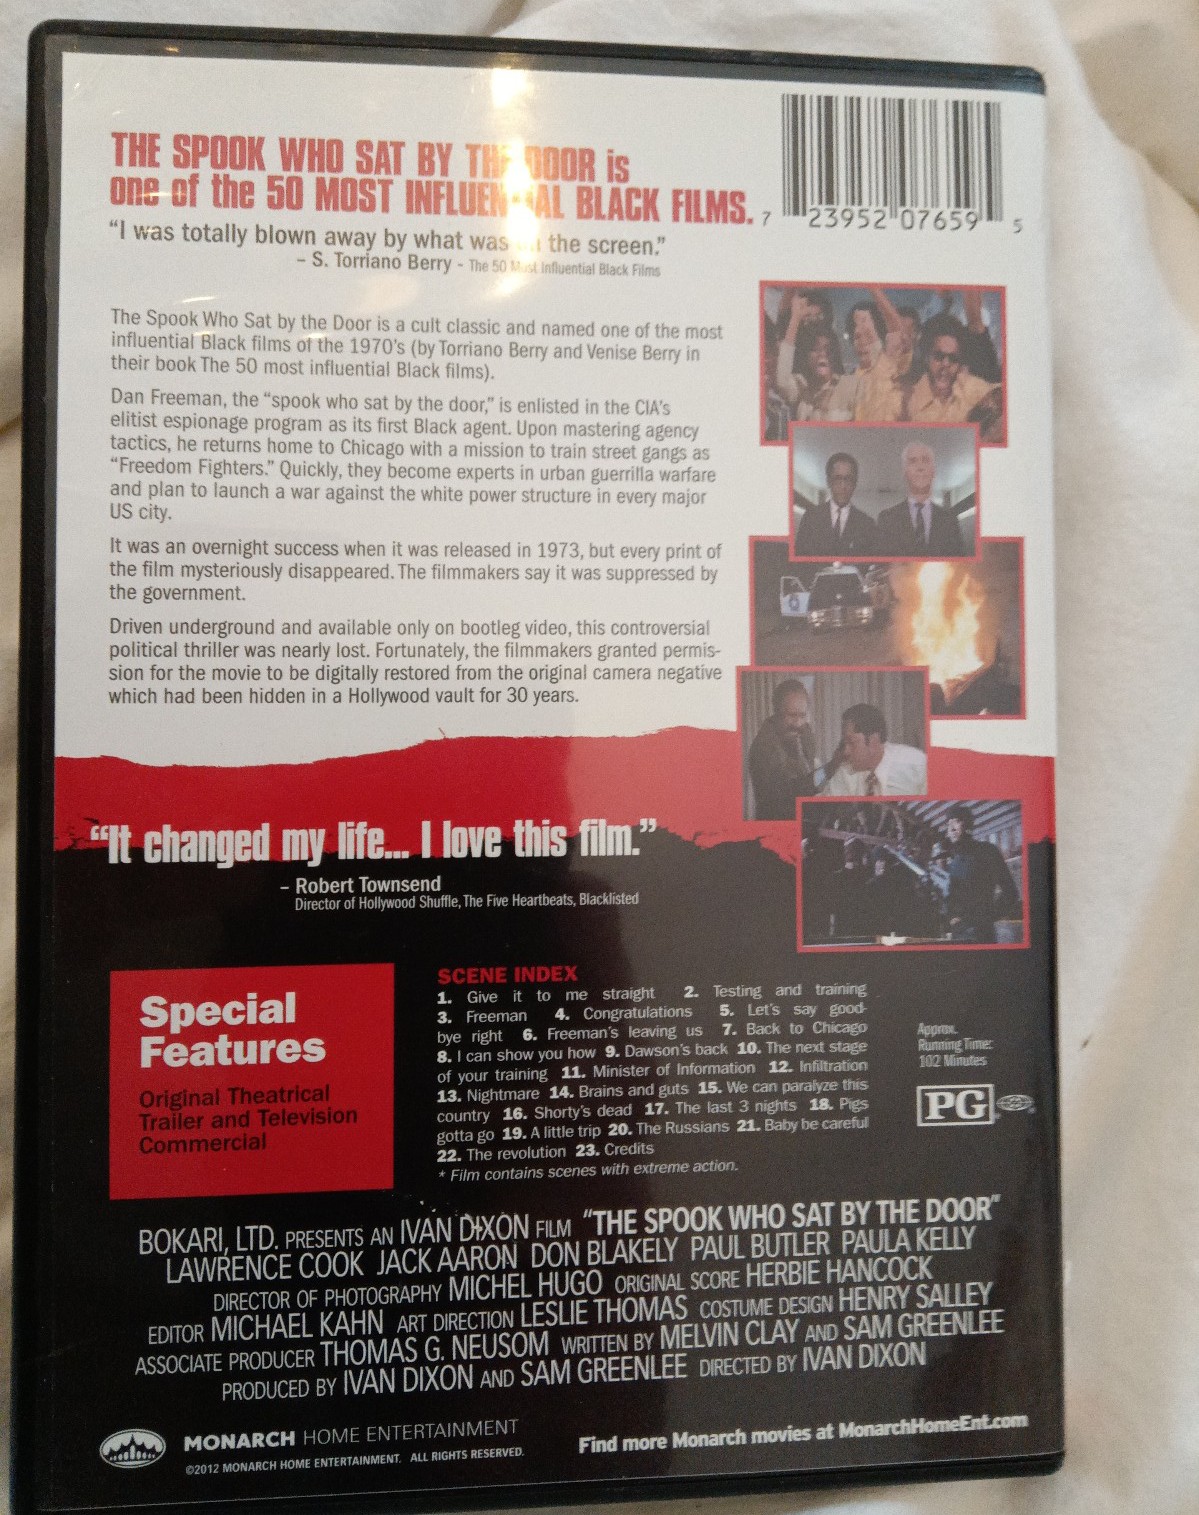 THE SPOOK WHO SAT BY THE DOOR is
one of the 50 MOST INFLUENTIAL BLACK FILMS.
7 23952 07659 5
“I was totally blown away by what was on the screen.”
– S. Torriano Berry - The 50 Most Influential Black Films
The Spook Who Sat by the Door is a cult classic and named one of the most
influential Black films of the 1970's (by Torriano Berry and Venise Berry in
their book The 50 most influential Black films).
Dan Freeman, the “spook who sat by the door,” is enlisted in the CIA's
elitist espionage program as its first Black agent. Upon mastering agency
tactics, he returns home to Chicago with a mission to train street gangs as
“Freedom Fighters.” Quickly, they become experts in urban guerrilla warfare
and plan to launch a war against the white power structure in every major
US city.
It was an overnight success when it was released in 1973, but every print of
the film mysteriously disappeared. The filmmakers say it was suppressed by
the government.
Driven underground and available only on bootleg video, this controversial
political thriller was nearly lost. Fortunately, the filmmakers granted permis-
sion for the movie to be digitally restored from the original camera negative
which had been hidden in a Hollywood vault for 30 years.
“It changed my life... I love this film.”
– Robert Townsend
Director of Hollywood Shuffle, The Five Heartbeats, Blacklisted
Special
Features
Original Theatrical
Trailer and Television
Commercial
SCENE INDEX
1. Give it to me straight 2. Testing and training
3. Freeman 4. Congratulations 5. Let's say good-
bye right 6. Freeman's leaving us 7. Back to Chicago
8. I can show you how 9. Dawson's back 10. The next stage
of your training 11. Minister of Information 12. Infiltration
13. Nightmare 14. Brains and guts 15. We can paralyze this
country 16. Shorty's dead 17. The last 3 nights 18. Pigs
gotta go 19. A little trip 20. The Russians 21. Baby be careful
22. The revolution 23. Credits
* Film contains scenes with extreme action.
Approx.
Running Time:
102 Minutes
PG
BOKARI, LTD. PRESENTS AN IVAN DIXON FILM “THE SPOOK WHO SAT BY THE DOOR”
LAWRENCE COOK JACK AARON DON BLAKELY PAUL BUTLER PAULA KELLY
DIRECTOR OF PHOTOGRAPHY MICHEL HUGO ORIGINAL SCORE HERBIE HANCOCK
EDITOR MICHAEL KAHN ART DIRECTION LESLIE THOMAS COSTUME DESIGN HENRY SALLEY
ASSOCIATE PRODUCER THOMAS G. NEUSOM WRITTEN BY MELVIN CLAY AND SAM GREENLEE
PRODUCED BY IVAN DIXON AND SAM GREENLEE DIRECTED BY IVAN DIXON
MONARCH HOME ENTERTAINMENT
©2012 MONARCH HOME ENTERTAINMENT. ALL RIGHTS RESERVED.
Find more Monarch movies at MonarchHomeEnt.com